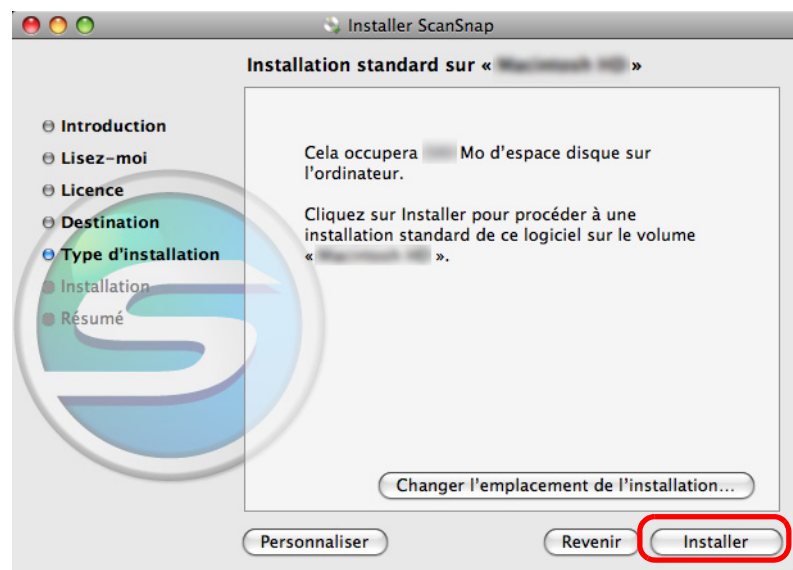 Installer ScanSnap
Installation standard sur « »
Introduction
Lisez-moi
Licence
Destination
Type d'installation
Installation
Résumé
Cela occupera Mo d'espace disque sur
l'ordinateur.
Cliquez sur Installer pour procéder à une
installation standard de ce logiciel sur le volume
« ».
Changer l'emplacement de l'installation...
Personnaliser
Revenir
Installer